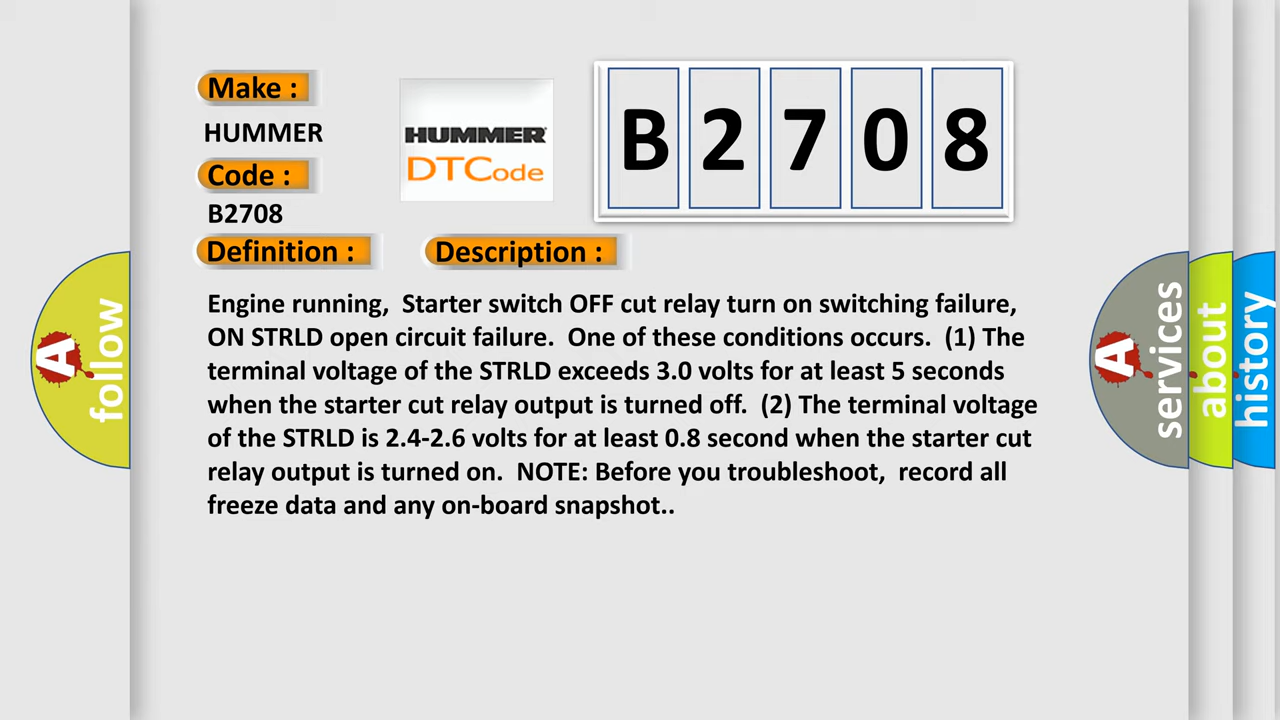 Make :
HUMMER
Code :
B2708
HUMMER
DTCode
B 2 7 0 8
Definition :
Description :
Engine running, Starter switch OFF cut relay turn on switching failure,
ON STRLD open circuit failure One of these conditions occurs (1) The
terminal voltage of the STRLD exceeds 3.0 volts for at least 5 seconds
when the starter cut relay output is turned off (2) The terminal voltage
of the STRLD is 2.4-2.6 volts for at least 0.8 second when the starter cut
relay output is turned on NOTE: Before you troubleshoot, record all
freeze data and any on-board snapshot..
A
follow
A
services
about
history